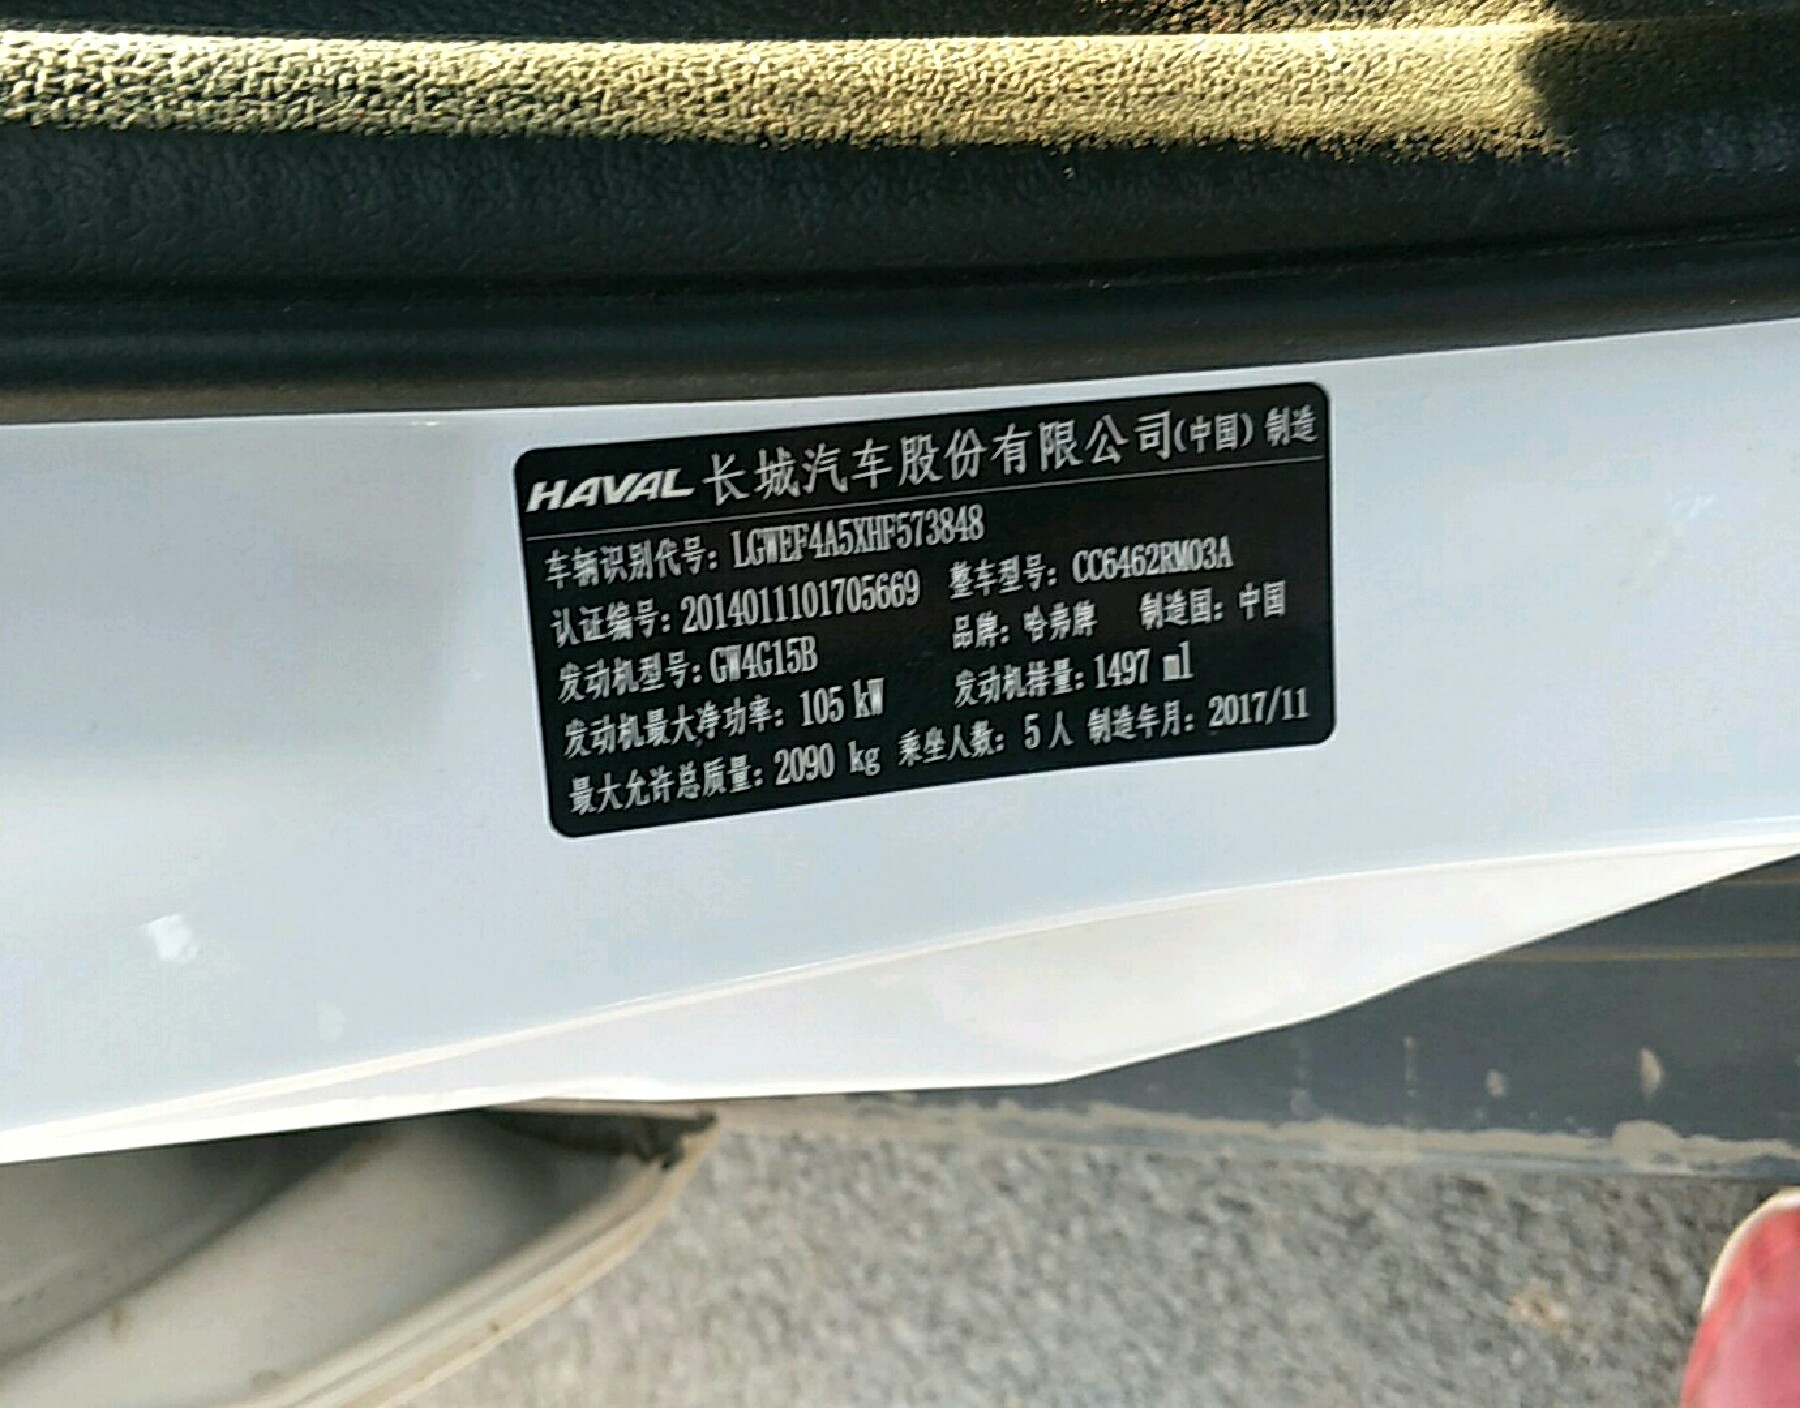 HAVAL 长城汽车股份有限公司(中国) 制造
车辆识别代号: LGWEF4A5XHF573848
认证编号: 2014011101705669 整车型号: CC6462RM03A
发动机型号: GW4G15B 品牌: 哈弗牌 制造国: 中国
发动机最大净功率: 105 kW 发动机排量: 1497 ml
最大允许总质量: 2090 kg 乘坐人数: 5 人 制造年月: 2017/11